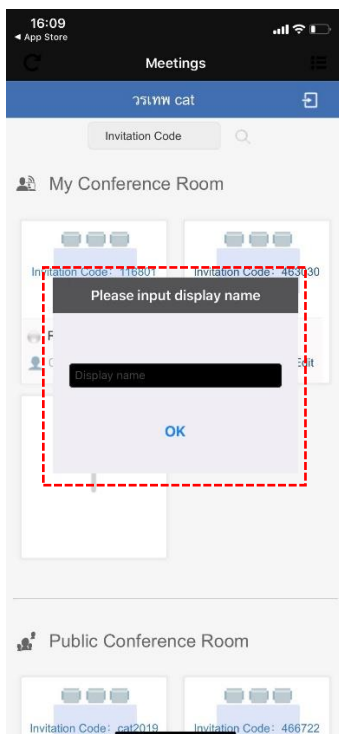 16:09
◀ App Store
Meetings
วรเทพ cat
Invitation Code
My Conference Room
Invitation Code：116801
Invitation Code：463030
Please input display name
Display name
OK
Public Conference Room
Invitation Code：cat2019
Invitation Code：466722